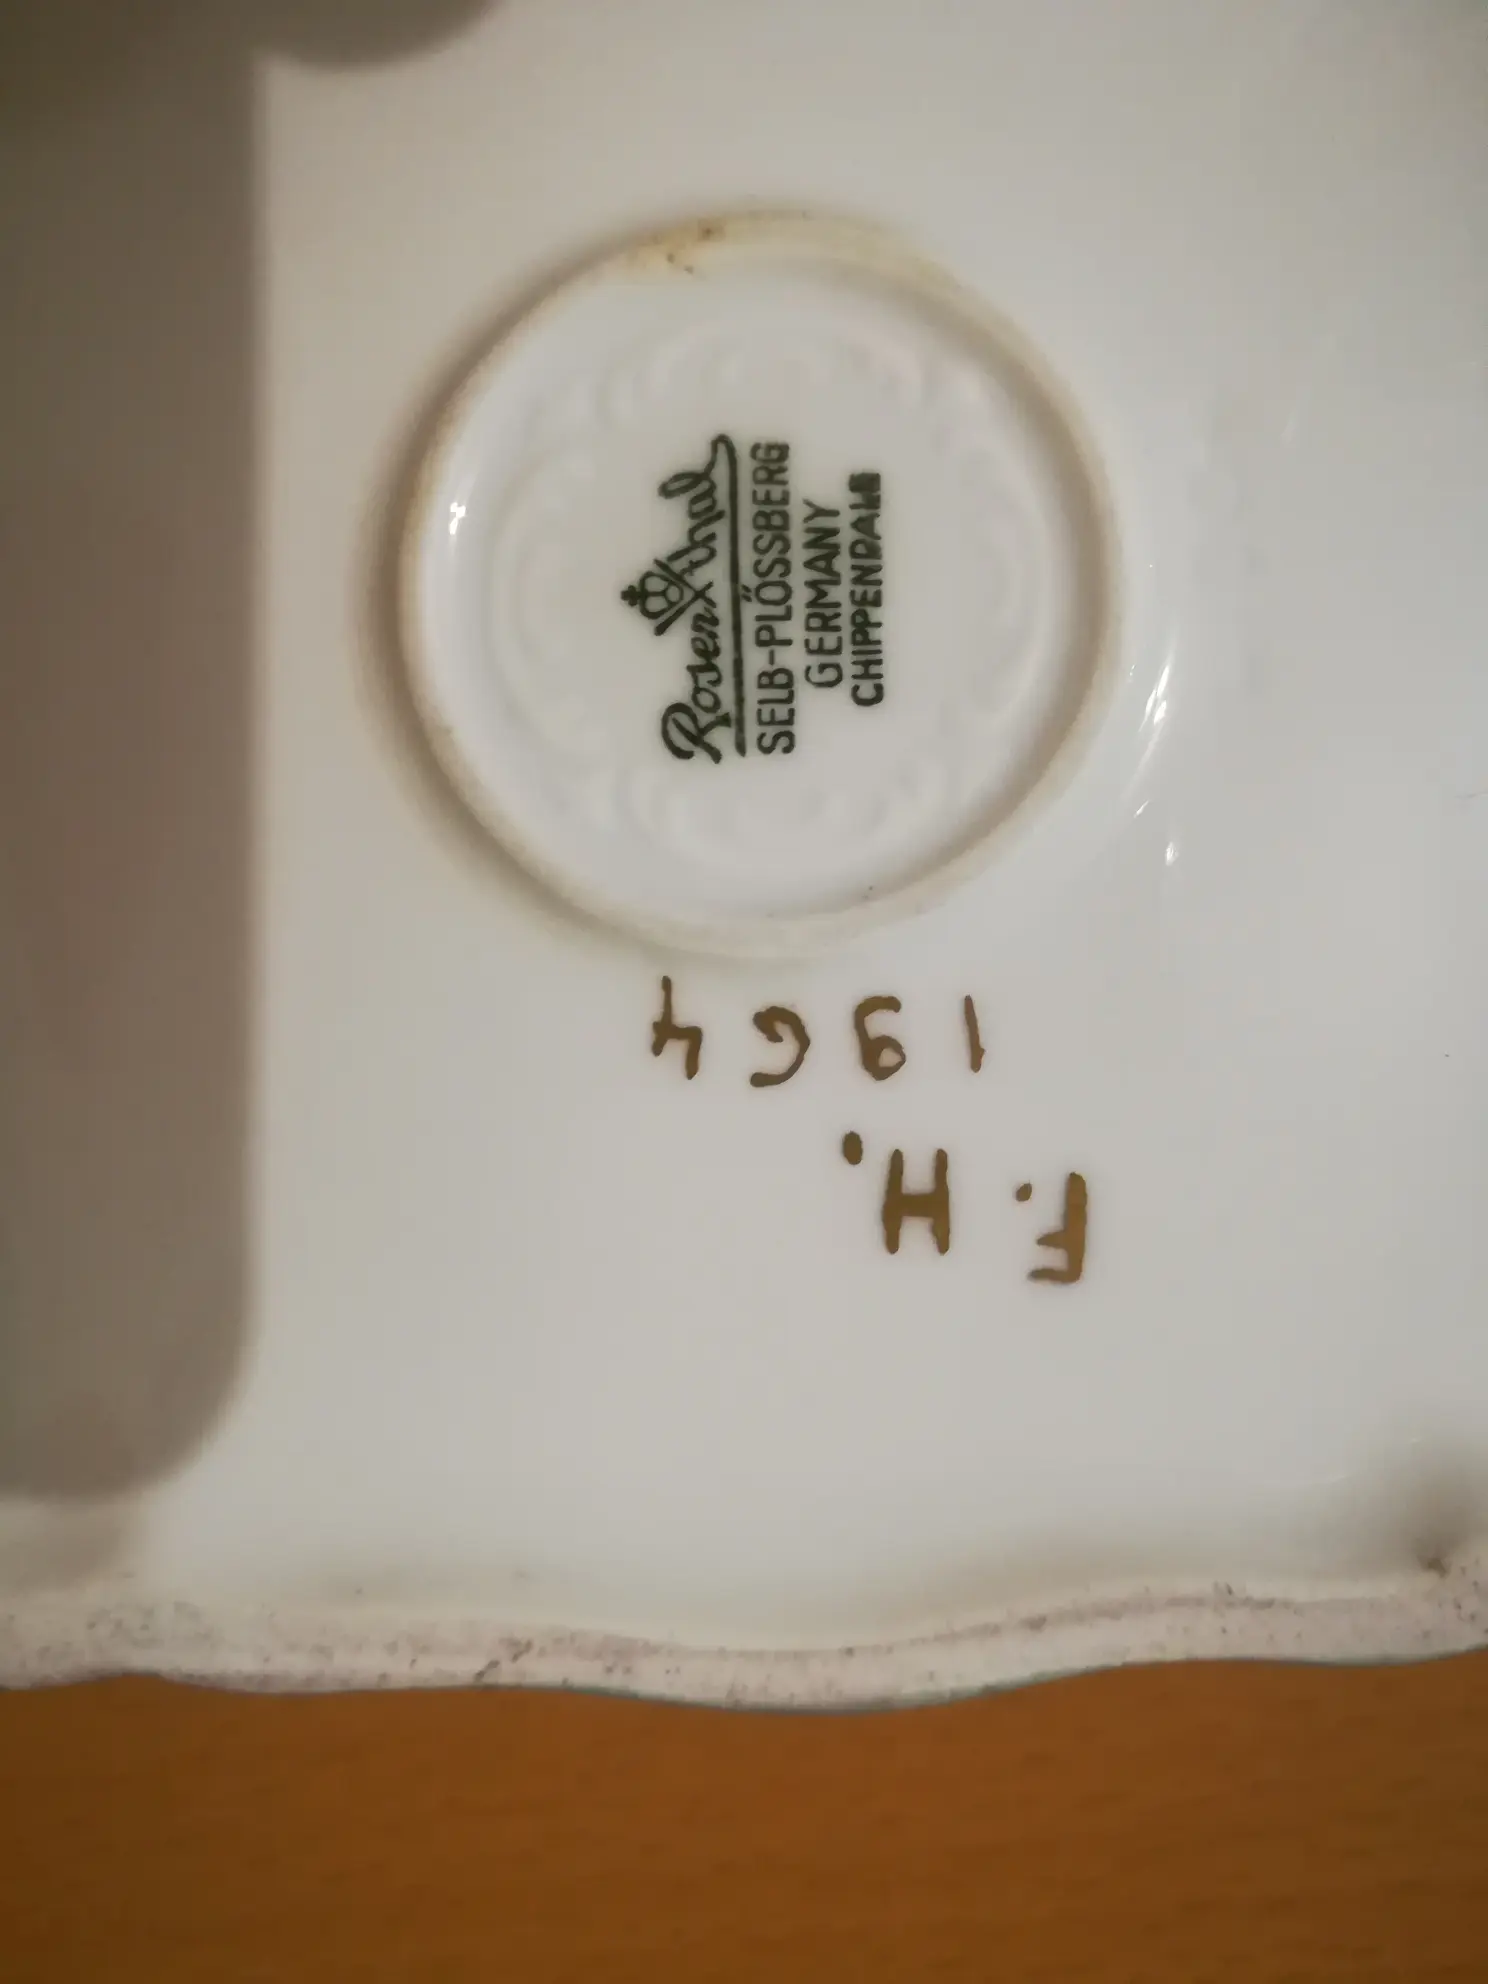 Rosenthal
SELB-PLÖSSBERG
GERMANY
CHIPPENDALE
F. H.
1964